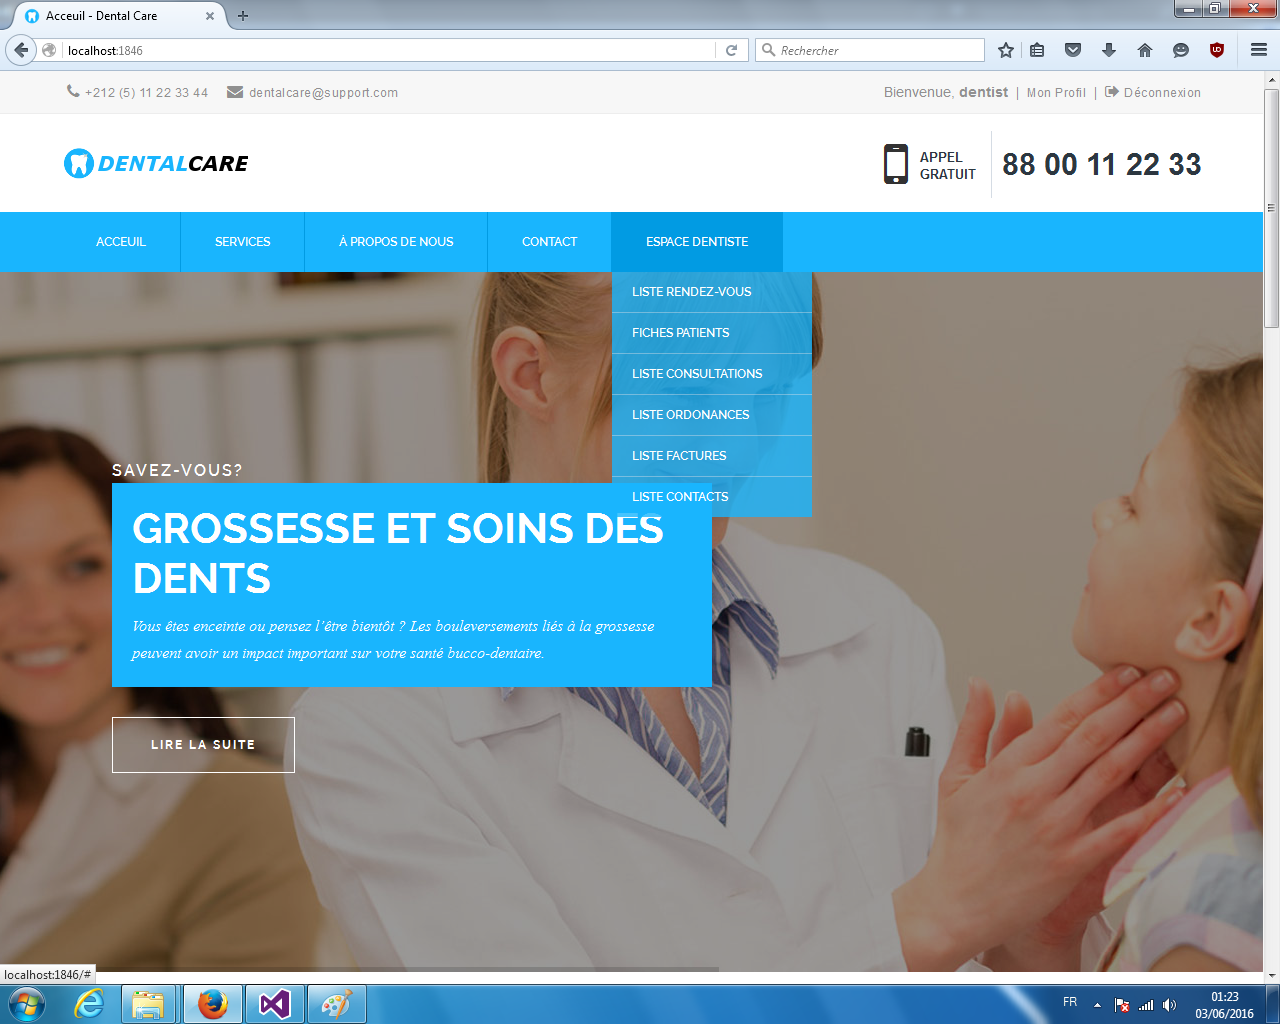 Acceuil - Dental Care
localhost:1846
Rechercher
+212 (5) 11 22 33 44
dentalcare@support.com
Bienvenue, dentist | Mon Profil | Déconnexion
DENTALCARE
APPEL
GRATUIT
88 00 11 22 33
ACCEUIL
SERVICES
À PROPOS DE NOUS
CONTACT
ESPACE DENTISTE
LISTE RENDEZ-VOUS
FICHES PATIENTS
LISTE CONSULTATIONS
LISTE ORDONANCES
LISTE FACTURES
LISTE CONTACTS
SAVEZ-VOUS?
GROSSESSE ET SOINS DES
DENTS
Vous êtes enceinte ou pensez l'être bientôt ? Les bouleversements liés à la grossesse
peuvent avoir un impact important sur votre santé bucco-dentaire.
LIRE LA SUITE
localhost:1846/#
FR
01:23
03/06/2016